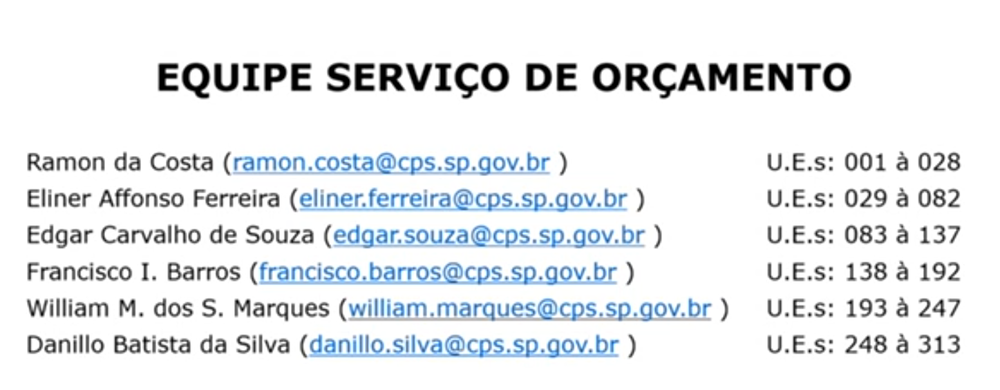 EQUIPE SERVIÇO DE ORÇAMENTO
Ramon da Costa (ramon.costa@cps.sp.gov.br ) U.E.s: 001 à 028
Eliner Affonso Ferreira (eliner.ferreira@cps.sp.gov.br ) U.E.s: 029 à 082
Edgar Carvalho de Souza (edgar.souza@cps.sp.gov.br ) U.E.s: 083 à 137
Francisco I. Barros (francisco.barros@cps.sp.gov.br ) U.E.s: 138 à 192
William M. dos S. Marques (william.marques@cps.sp.gov.br ) U.E.s: 193 à 247
Danillo Batista da Silva (danillo.silva@cps.sp.gov.br ) U.E.s: 248 à 313